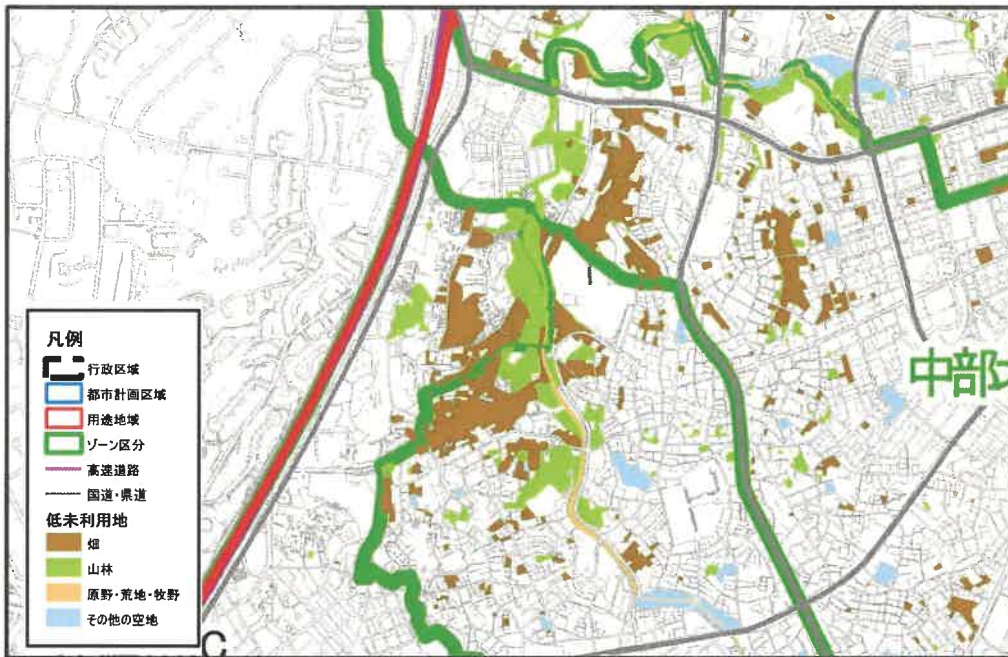 中部
凡例
行政区域
都市計画区域
用途地域
ゾーン区分
高速道路
国道・県道
低未利用地
畑
山林
原野・荒地・牧野
その他の空地